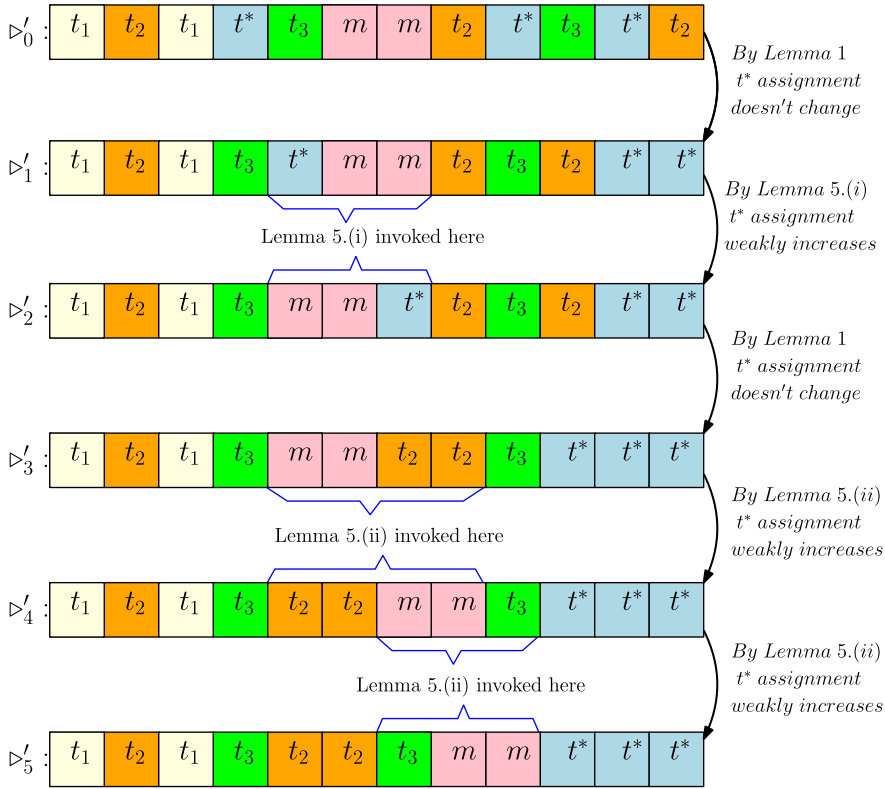 ▷′₀ : t₁ t₂ t₁ t* t₃ m m t₂ t* t₃ t* t₂
By Lemma 1
t* assignment
doesn't change
▷′₁ : t₁ t₂ t₁ t₃ t* m m t₂ t₃ t₂ t* t*
By Lemma 5.(i)
t* assignment
weakly increases
Lemma 5.(i) invoked here
▷′₂ : t₁ t₂ t₁ t₃ m m t* t₂ t₃ t₂ t* t*
By Lemma 1
t* assignment
doesn't change
▷′₃ : t₁ t₂ t₁ t₃ m m t₂ t₂ t₃ t* t* t*
By Lemma 5.(ii)
t* assignment
weakly increases
Lemma 5.(ii) invoked here
▷′₄ : t₁ t₂ t₁ t₃ t₂ t₂ m m t₃ t* t* t*
By Lemma 5.(ii)
t* assignment
weakly increases
Lemma 5.(ii) invoked here
▷′₅ : t₁ t₂ t₁ t₃ t₂ t₂ t₃ m m t* t* t*